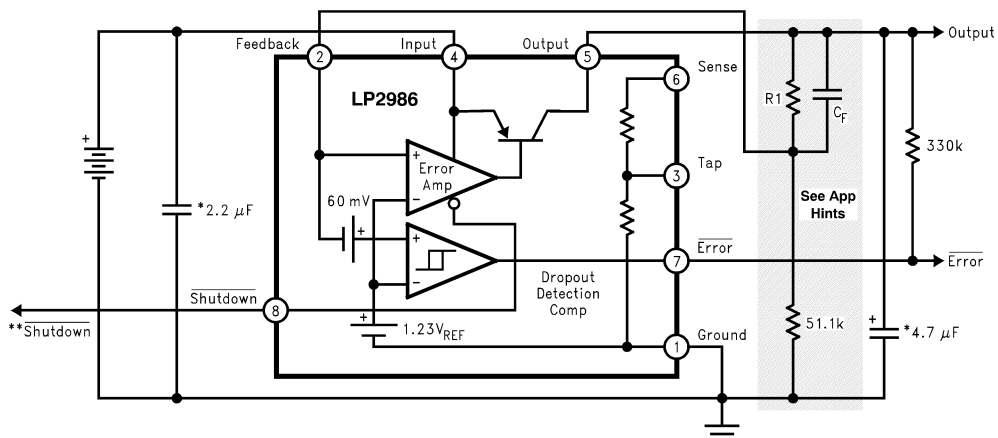 Feedback
2
Input
4
Output
5
Output
6
Sense
LP2986
R1
CF
330k
+
+
Error
Amp
−
Tap
3
60 mV
+
See App
Hints
*2.2 μF
+
−
Error
7
Error
Dropout
Detection
Comp
Shutdown
8
**Shutdown
+
1.23VREF
51.1k
+
*4.7 μF
Ground
1